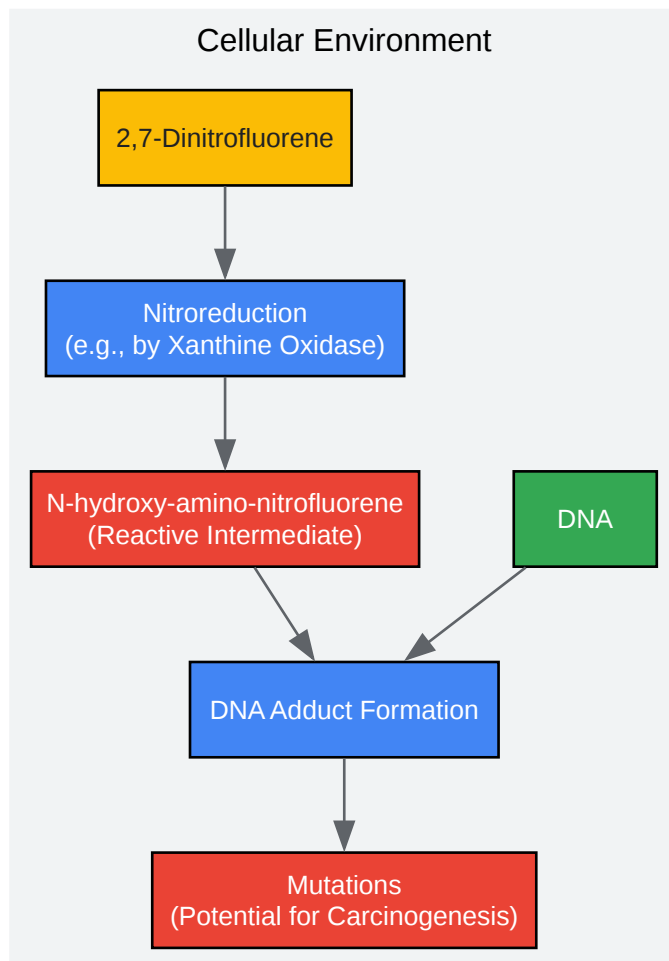 Cellular Environment
2,7-Dinitrofluorene
Nitroreduction
(e.g., by Xanthine Oxidase)
N-hydroxy-amino-nitrofluorene
(Reactive Intermediate)
DNA
DNA Adduct Formation
Mutations
(Potential for Carcinogenesis)